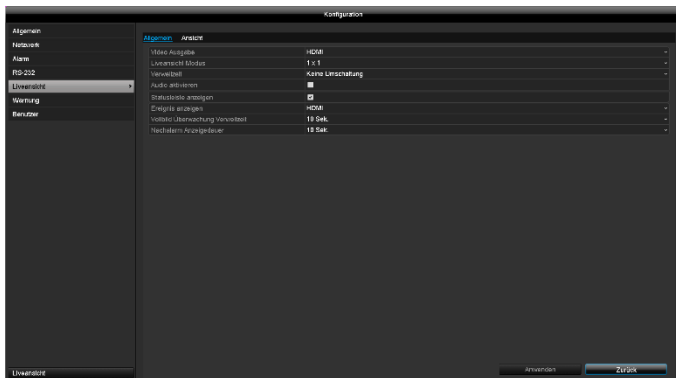 Konfiguration
Allgemein
Netzwerk
Alarm
RS-232
Liveansicht
Warnung
Benutzer
Allgemein Ansicht
Video Ausgabe HDMI
Liveansicht Modus 1 x 1
Verweilzeit Keine Umschaltung
Audio aktivieren
Statusleiste anzeigen
Ereignis anzeigen HDMI
Vollbild Überwachung Verweilzeit 10 Sek.
Nachalarm Anzeigedauer 10 Sek.
Liveansicht
Anwenden Zurück